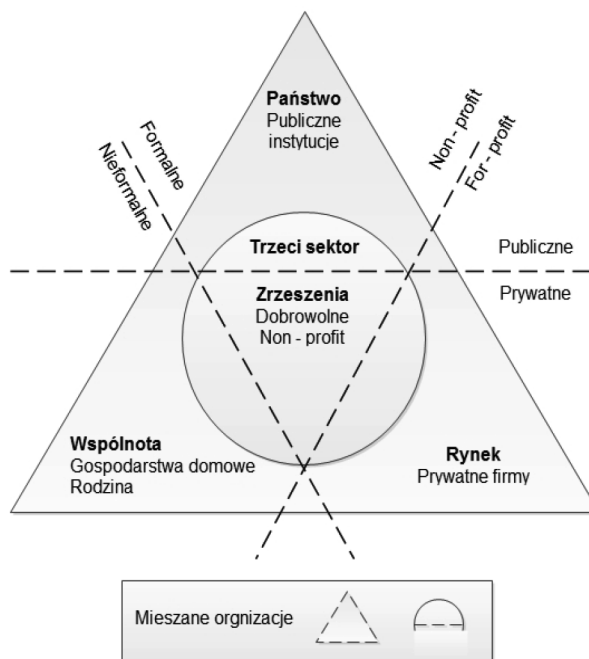 Państwo
Publiczne
instytucje
Formalne
Nieformalne
Non - profit
For - profit
Trzeci sektor
Publiczne
Prywatne
Zrzeszenia
Dobrowolne
Non - profit
Wspólnota
Gospodarstwa domowe
Rodzina
Rynek
Prywatne firmy
Mieszane orgnizacje